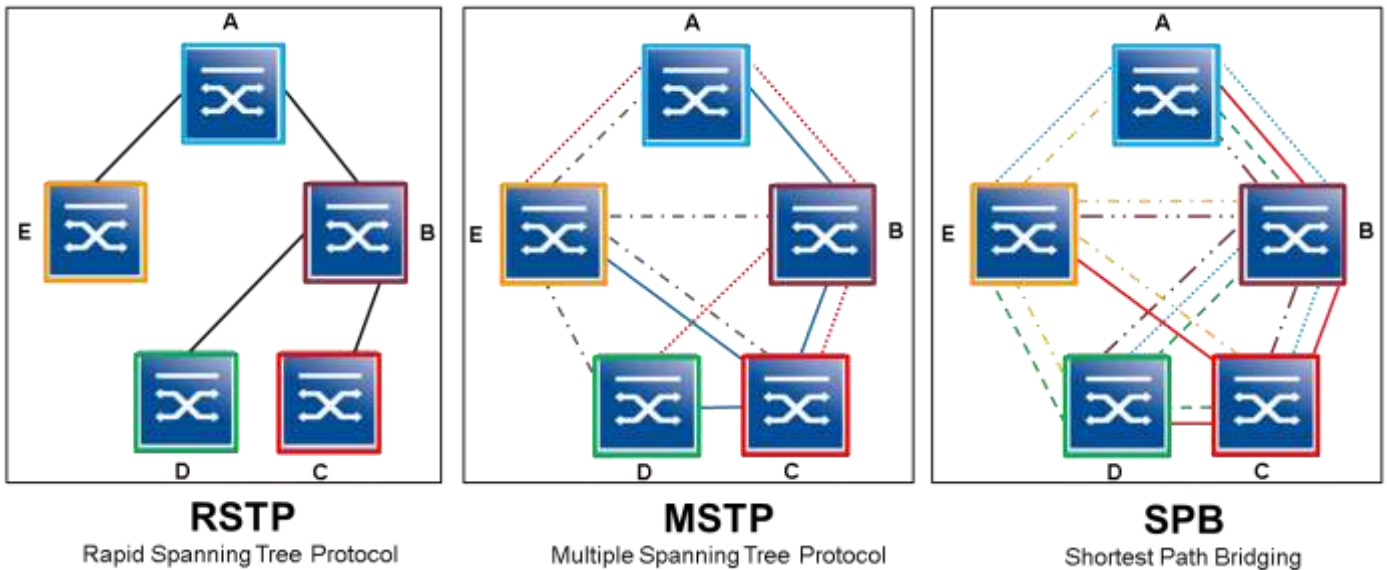 A
E
B
D
C
RSTP
Rapid Spanning Tree Protocol
A
E
B
D
C
MSTP
Multiple Spanning Tree Protocol
A
E
B
D
C
SPB
Shortest Path Bridging